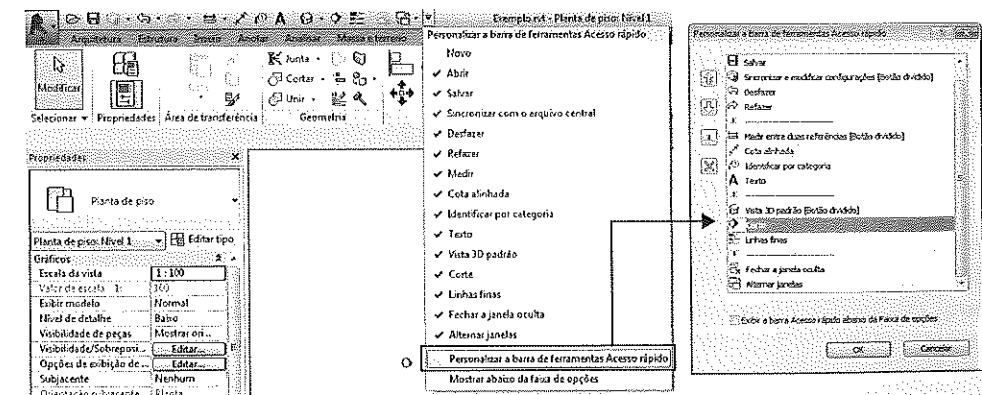 Exemplo.rvt - Planta de piso: Nível 1
Arquitetura Estrutura Inserir Anotar Analisar Massa e terreno
Modificar
Junta
Cortar
Unir
Selecionar Propriedades Área de transferência Geometria
Propriedades
Planta de piso
Planta de piso: Nível 1 Editar tipo
Gráficos
Escala da vista 1 : 100
Valor de escala 1: 100
Exibir modelo Normal
Nível de detalhe Baixo
Visibilidade de peças Mostrar ori...
Visibilidade/Sobreposi... Editar...
Opções de exibição de ... Editar...
Subjacente Nenhum
Orientação subjacente Planta
Personalizar a barra de ferramentas Acesso rápido
Novo
Abrir
Salvar
Sincronizar com o arquivo central
Desfazer
Refazer
Medir
Cota alinhada
Identificar por categoria
Texto
Vista 3D padrão
Corte
Linhas finas
Fechar a janela oculta
Alternar janelas
Personalizar a barra de ferramentas Acesso rápido
Mostrar abaixo da faixa de opções
Personalizar a barra de ferramentas Acesso rápido
Salvar
Sincronizar e modificar configurações [Botão dividido]
Desfazer
Refazer
Medir entre duas referências [Botão dividido]
Cota alinhada
Identificar por categoria
A Texto
Vista 3D padrão [Botão dividido]
Linhas finas
Fechar a janela oculta
Alternar janelas
Exibir a barra Acesso rápido abaixo da Faixa de opções
OK Cancelar